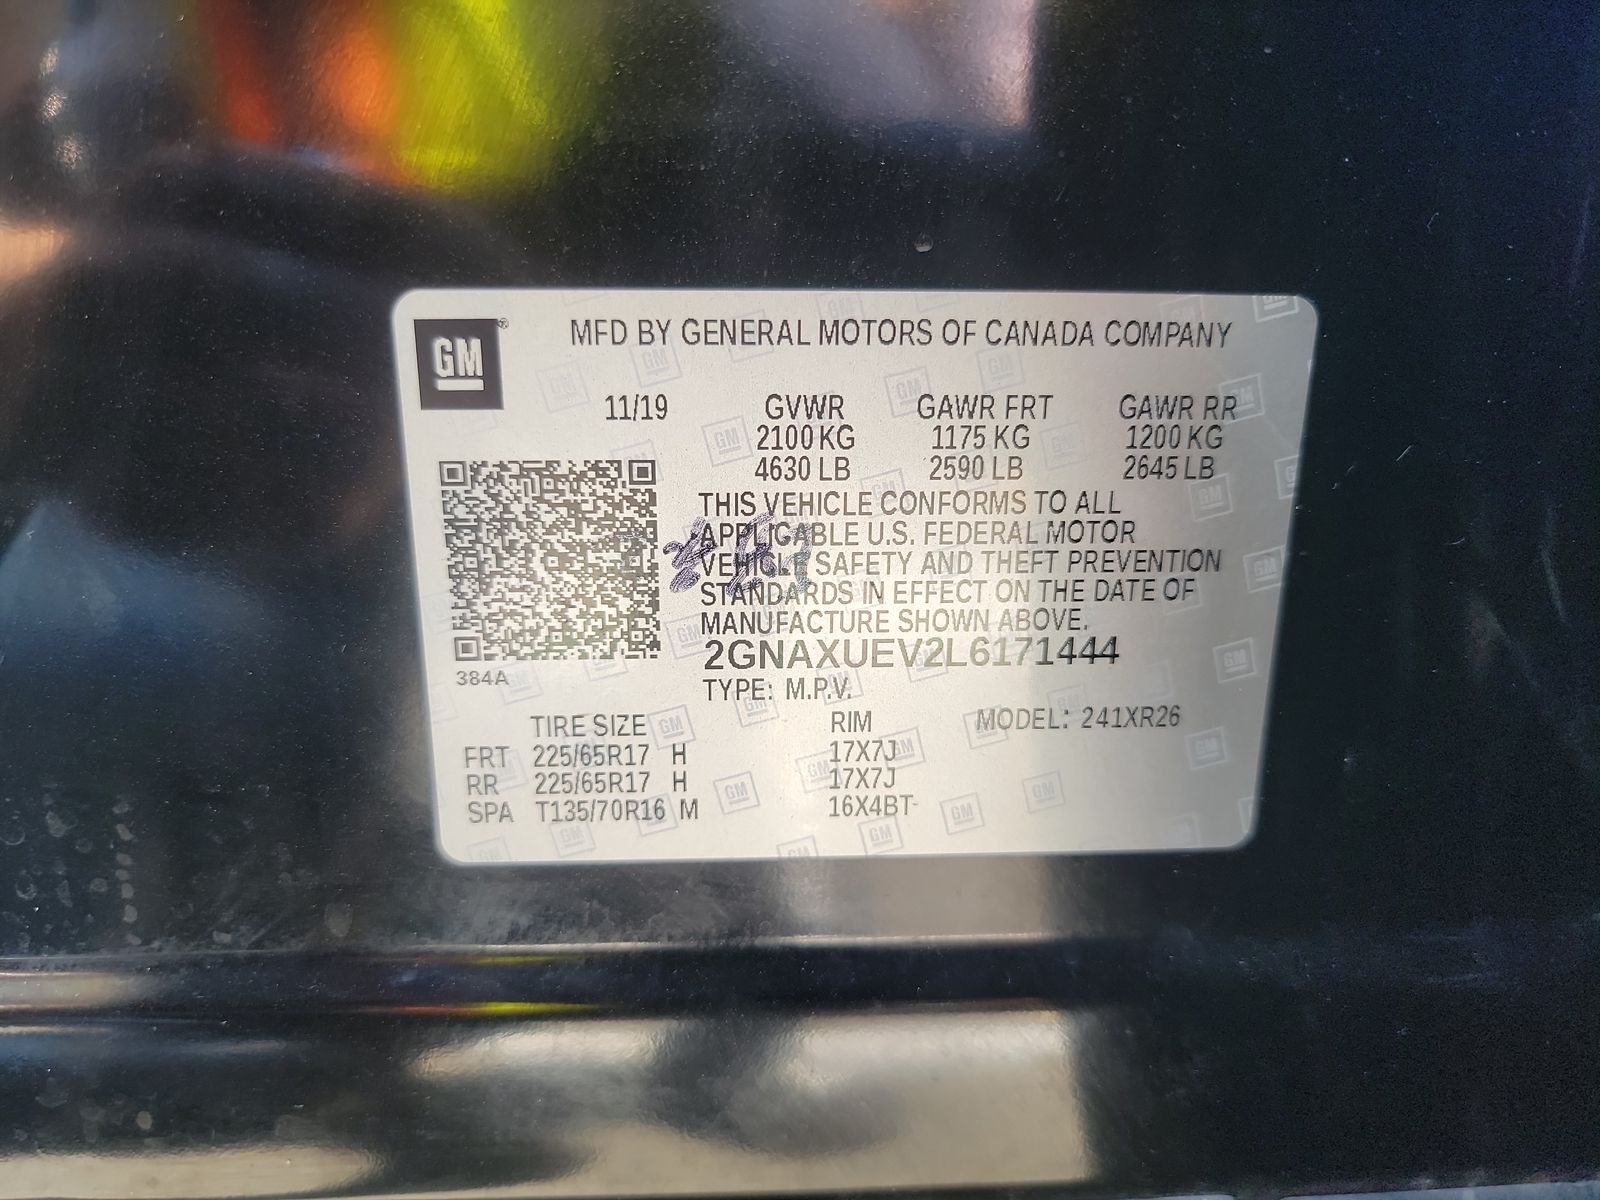 GM
MFD BY GENERAL MOTORS OF CANADA COMPANY
11/19 GVWR GAWR FRT GAWR RR
2100 KG 1175 KG 1200 KG
4630 LB 2590 LB 2645 LB
THIS VEHICLE CONFORMS TO ALL
APPLICABLE U.S. FEDERAL MOTOR
VEHICLE SAFETY AND THEFT PREVENTION
STANDARDS IN EFFECT ON THE DATE OF
MANUFACTURE SHOWN ABOVE.
2GNAXUEV2L6171444
384A
TYPE: M.P.V.
TIRE SIZE RIM MODEL: 241XR26
FRT 225/65R17 H 17X7J
RR 225/65R17 H 17X7J
SPA T135/70R16 M 16X4BT